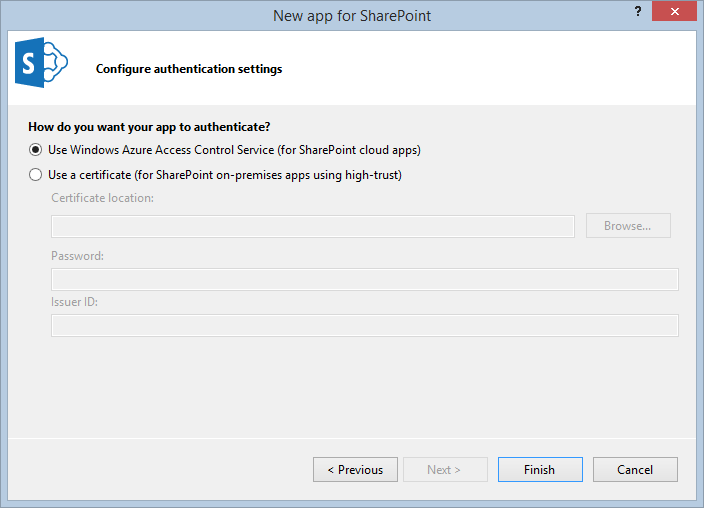 New app for SharePoint
?
S
Configure authentication settings
How do you want your app to authenticate?
Use Windows Azure Access Control Service (for SharePoint cloud apps)
Use a certificate (for SharePoint on-premises apps using high-trust)
Certificate location:
Browse...
Password:
Issuer ID:
< Previous
Next >
Finish
Cancel